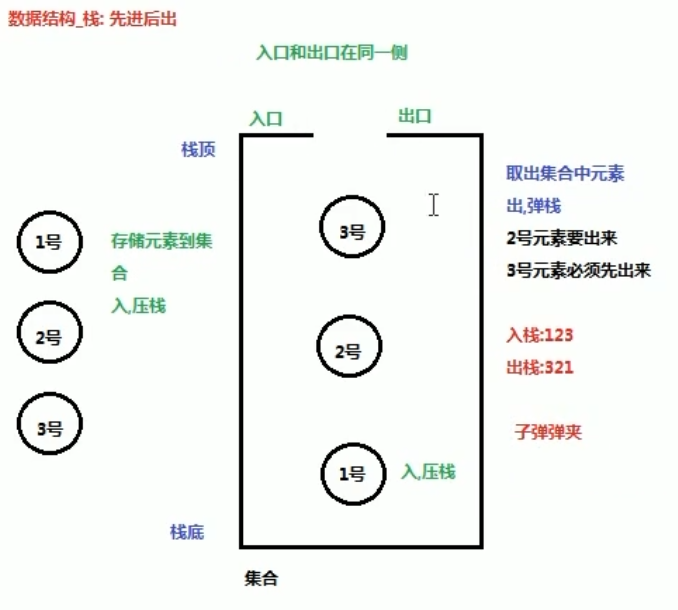 数据结构_栈: 先进后出
入口和出口在同一侧
入口
出口
栈顶
取出集合中元素
出,弹栈
2号元素要出来
3号元素必须先出来
1号
存储元素到集
合
入,压栈
3号
2号
2号
入栈:123
出栈:321
3号
子弹弹夹
1号
入,压栈
栈底
集合